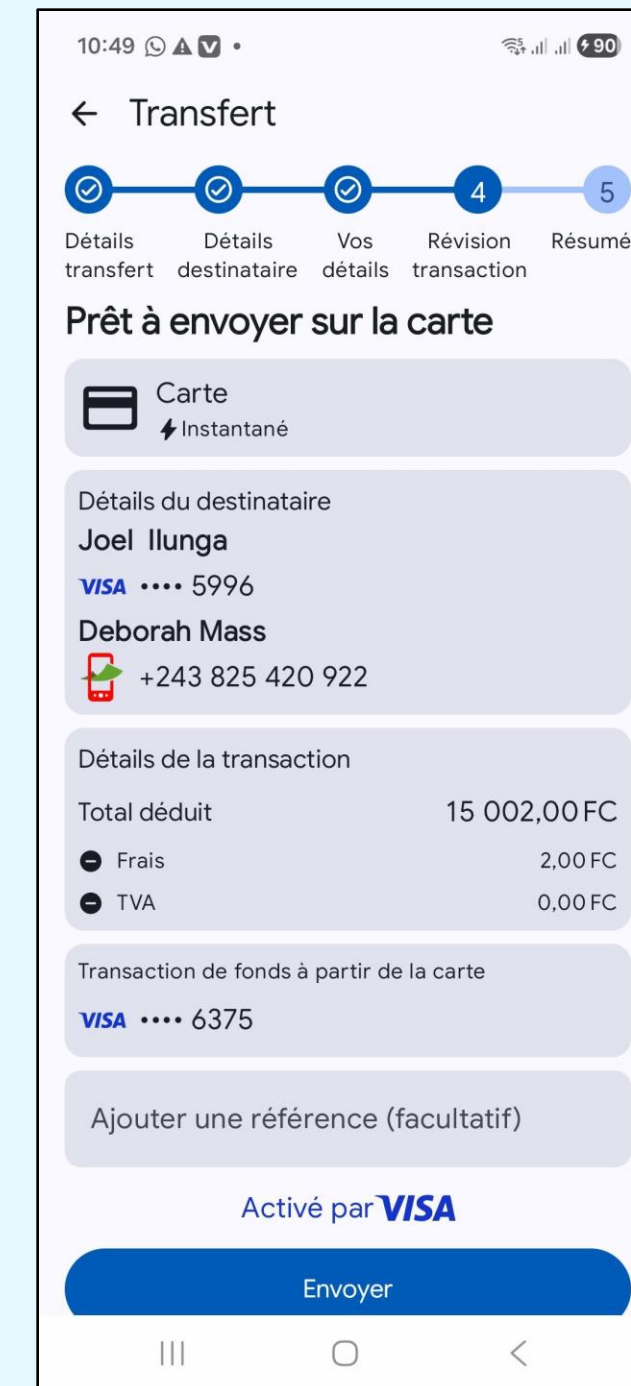 10:49
90
Transfert
4
5
Détails transfert
Détails destinataire
Vos détails
Révision transaction
Résumé
Prêt à envoyer sur la carte
Carte
Instantané
Détails du destinataire
Joel Ilunga
VISA •••• 5996
Deborah Mass
+243 825 420 922
Détails de la transaction
Total déduit 15 002,00 FC
Frais 2,00 FC
TVA 0,00 FC
Transaction de fonds à partir de la carte
VISA •••• 6375
Ajouter une référence (facultatif)
Activé par VISA
Envoyer